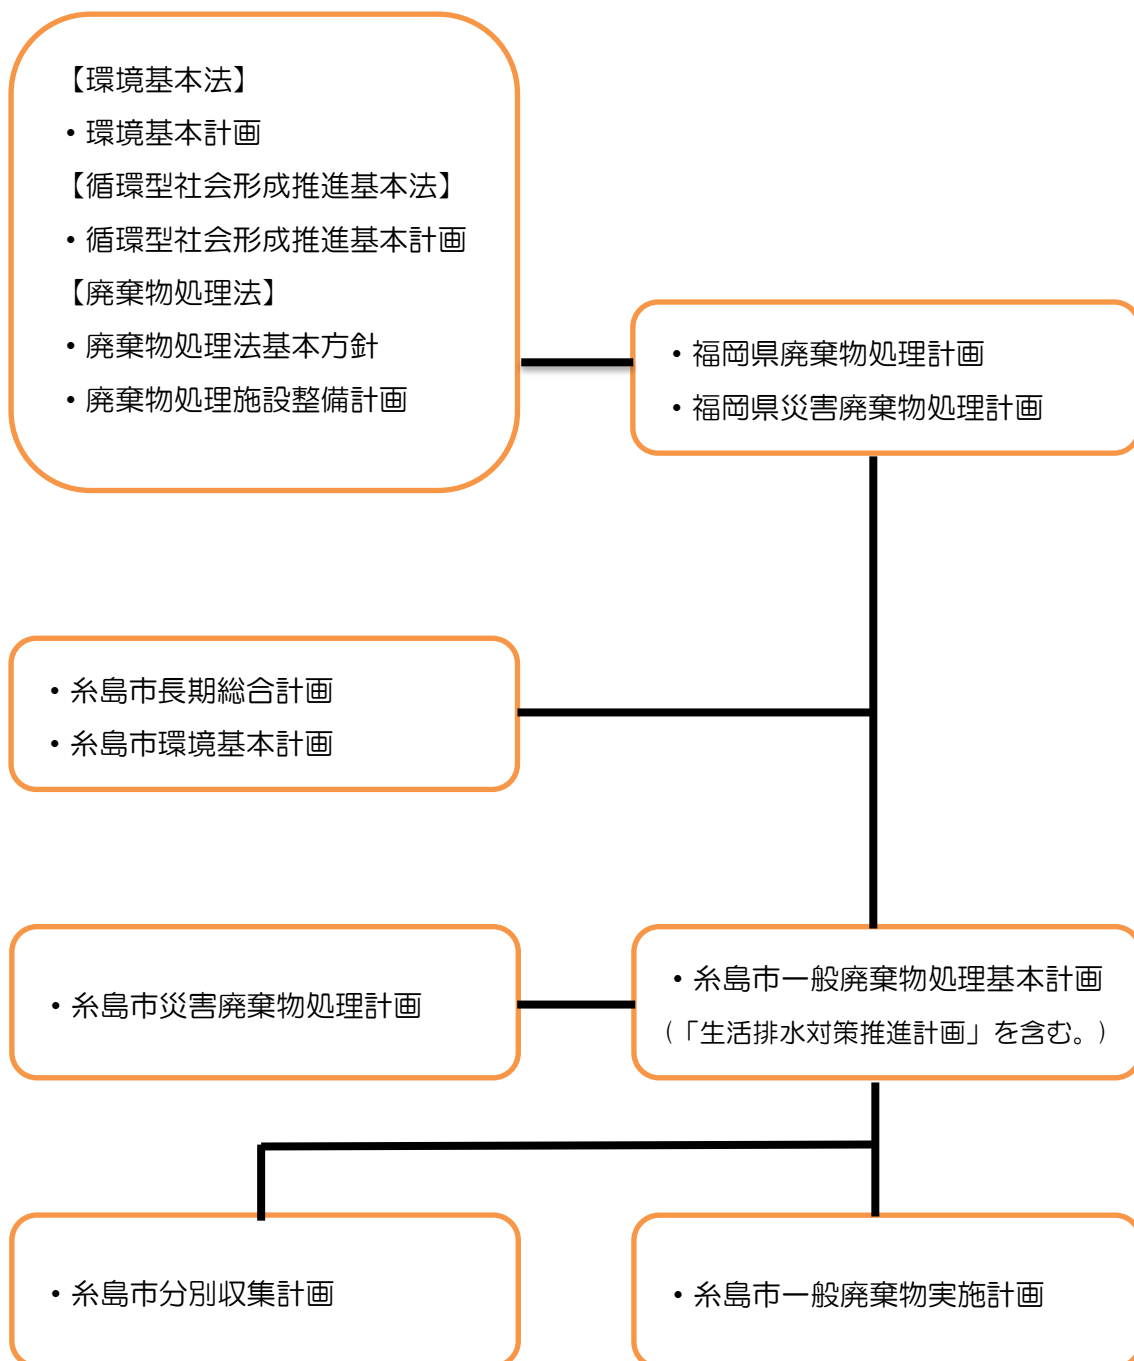 【環境基本法】
・環境基本計画
【循環型社会形成推進基本法】
・循環型社会形成推進基本計画
【廃棄物処理法】
・廃棄物処理法基本方針
・廃棄物処理施設整備計画
・福岡県廃棄物処理計画
・福岡県災害廃棄物処理計画
・糸島市長期総合計画
・糸島市環境基本計画
・糸島市災害廃棄物処理計画
・糸島市一般廃棄物処理基本計画
（「生活排水対策推進計画」を含む。）
・糸島市分別収集計画
・糸島市一般廃棄物実施計画